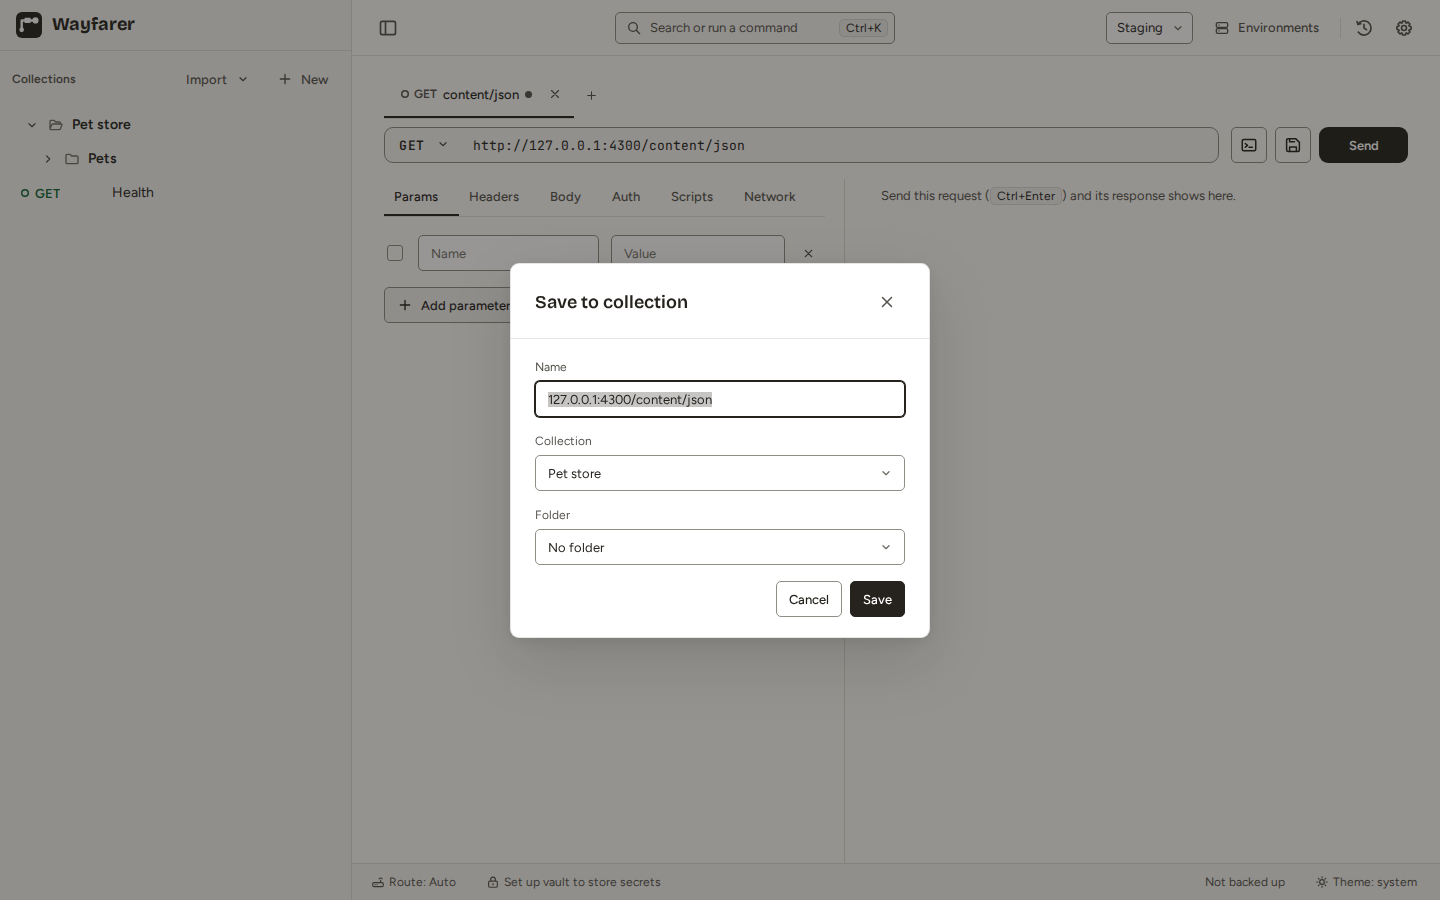 Wayfarer
Search or run a command Ctrl+K
Staging
Environments
Collections Import New
Pet store
Pets
GET Health
GET content/json
GET http://127.0.0.1:4300/content/json
Send
Params Headers Body Auth Scripts Network
Send this request (Ctrl+Enter) and its response shows here.
Name Value
Add parameter
Save to collection
Name
127.0.0.1:4300/content/json
Collection
Pet store
Folder
No folder
Cancel Save
Route: Auto
Set up vault to store secrets
Not backed up
Theme: system